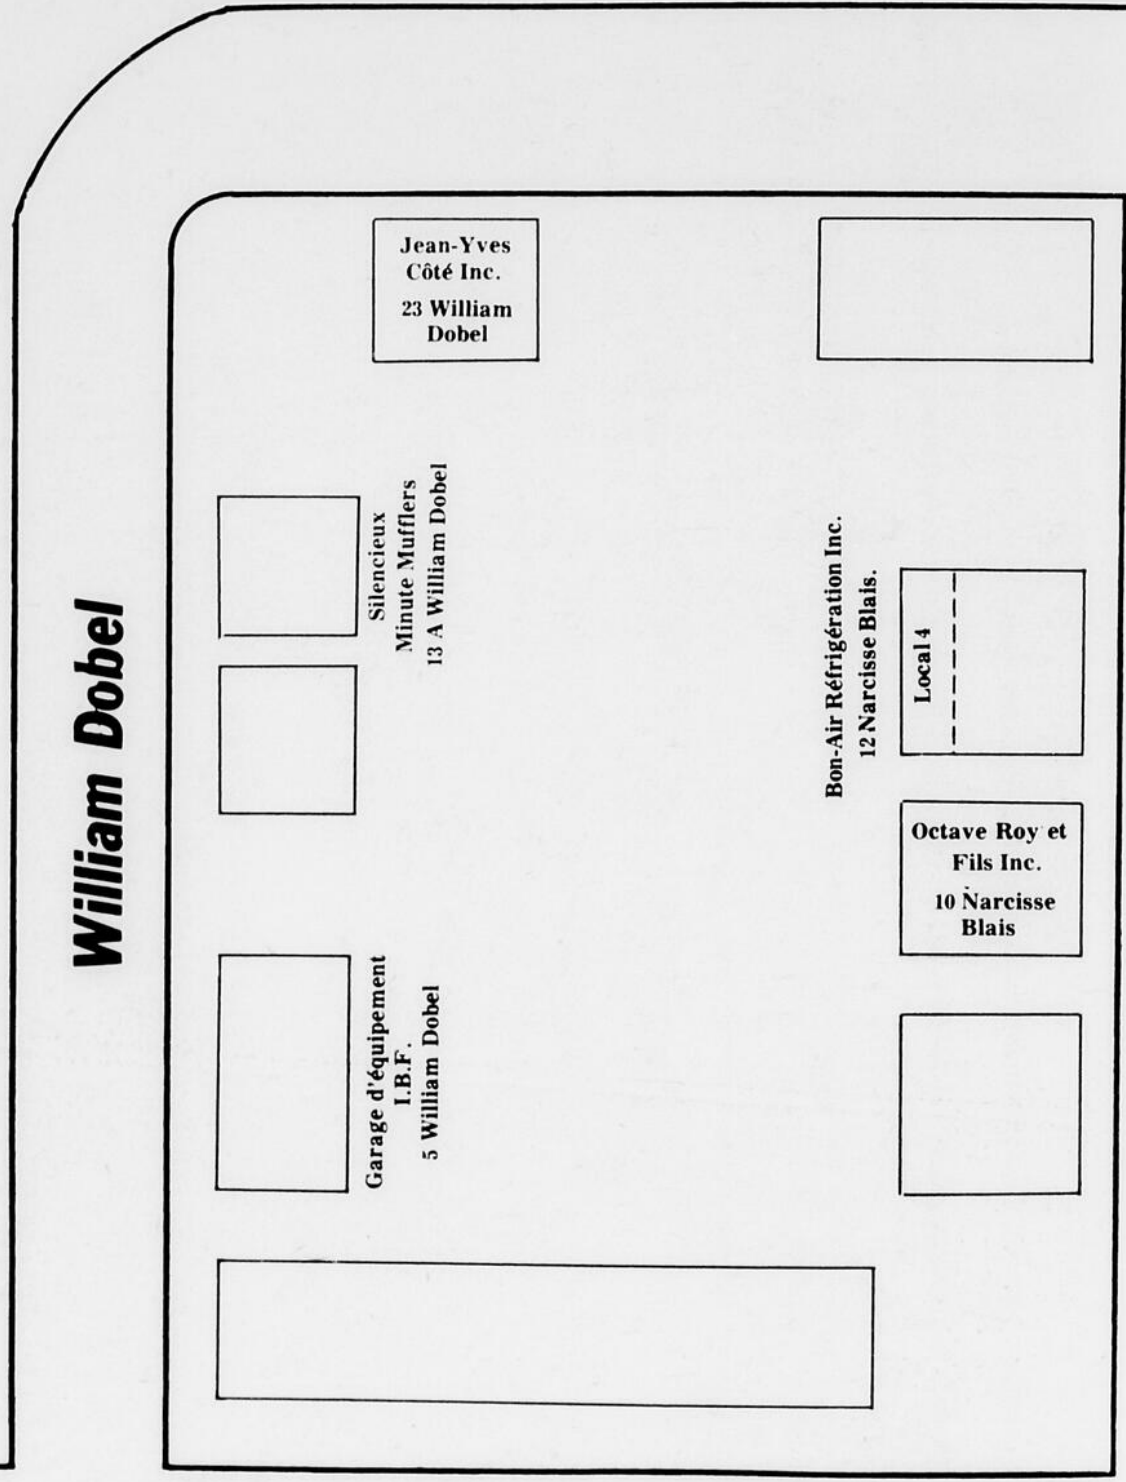 William Dobel
Jean-Yves
Côté Inc.
23 William
Dobel
Silencieux
Minute Mufflers
13 A William Dobel
Garage d'équipement
I.B.F.
5 William Dobel
Bon-Air Réfrigération Inc.
12 Narcisse Blais.
Local 4
Octave Roy et
Fils Inc.
10 Narcisse
Blais